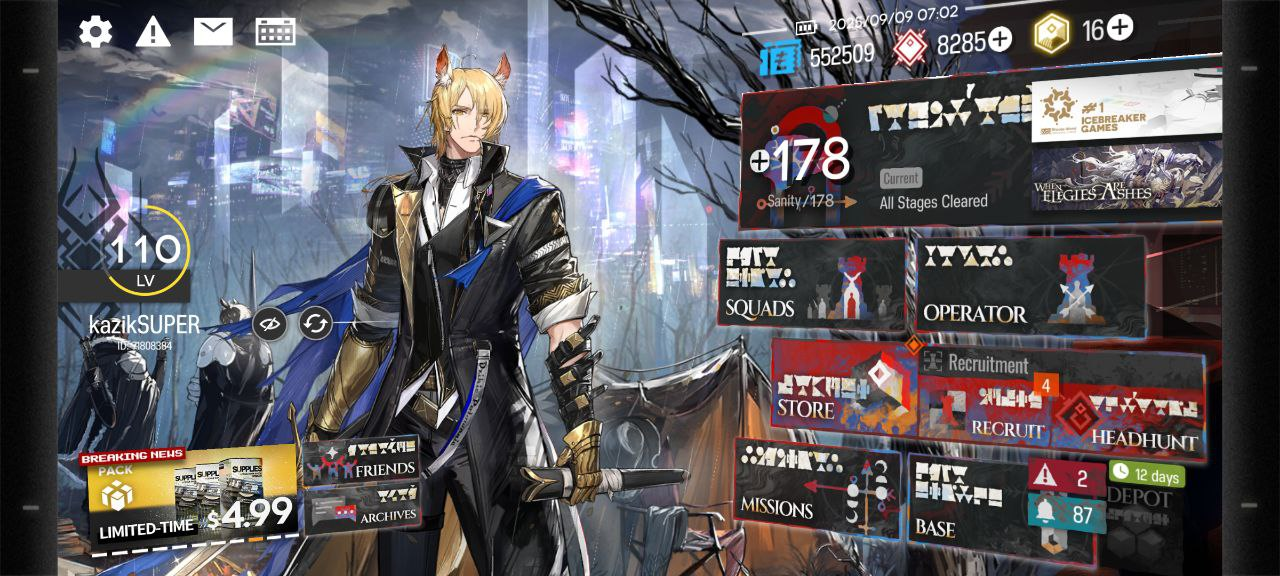 2025/09/09 07:02
552509
8285
16
#1
ICEBREAKER
GAMES
178
Sanity/178
Current
All Stages Cleared
WHEN
ELEGIES ARE
ASHES
110
LV
kazikSUPER
ID: 91808384
SQUADS
OPERATOR
Recruitment
4
STORE
RECRUIT
HEADHUNT
BREAKING NEWS
PACK
SUPPLIES
LIMITED-TIME
$4.99
FRIENDS
ARCHIVES
MISSIONS
BASE
2
87
12 days
DEPOT